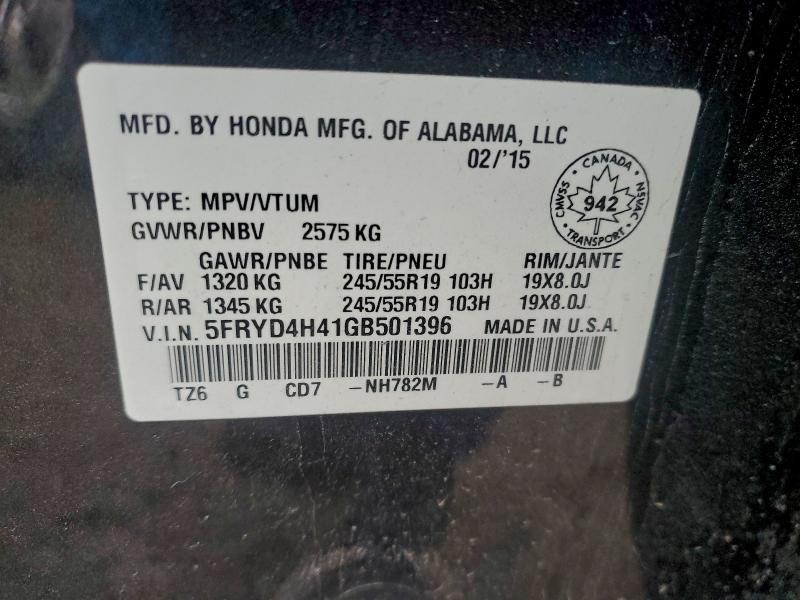 MFD. BY HONDA MFG. OF ALABAMA, LLC
02/'15
CANADA
CMVSS 942 NSVAC
TRANSPORT
TYPE: MPV/VTUM
GVWR/PNBV 2575 KG
GAWR/PNBE TIRE/PNEU RIM/JANTE
F/AV 1320 KG 245/55R19 103H 19X8.0J
R/AR 1345 KG 245/55R19 103H 19X8.0J
V.I.N. 5FRYD4H41GB501396 MADE IN U.S.A.
TZ6 G CD7 -NH782M -A -B